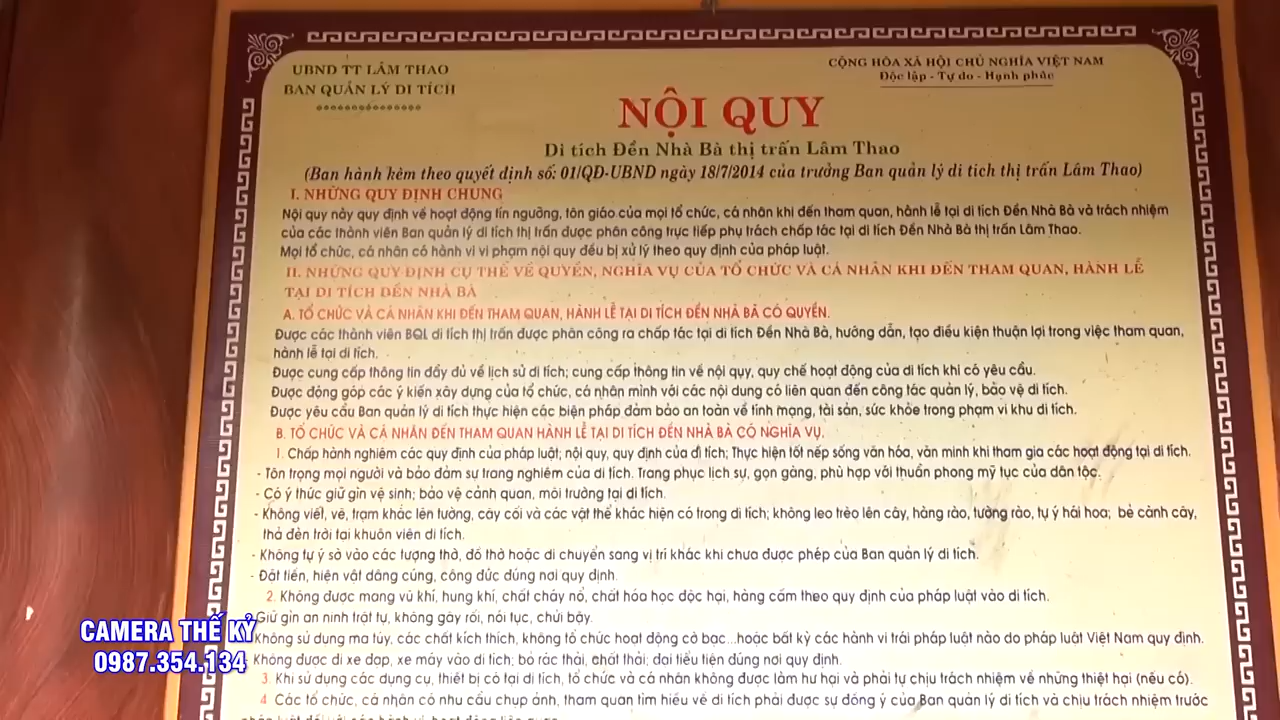 UBND TT LÂM THAO
BAN QUẢN LÝ DI TÍCH
CỘNG HÒA XÃ HỘI CHỦ NGHĨA VIỆT NAM
Độc lập - Tự do - Hạnh phúc
NỘI QUY
Di tích Đền Nhà Bà thị trấn Lâm Thao
(Ban hành kèm theo quyết định số: 01/QĐ-UBND ngày 18/7/2014 của trưởng Ban quản lý di tích thị trấn Lâm Thao)
I. NHỮNG QUY ĐỊNH CHUNG
Nội quy này quy định về hoạt động tín ngưỡng, tôn giáo của mọi tổ chức, cá nhân khi đến tham quan, hành lễ tại di tích Đền Nhà Bà và trách nhiệm
của các thành viên Ban quản lý di tích thị trấn được phân công trực tiếp phụ trách chấp tác tại di tích Đền Nhà Bà thị trấn Lâm Thao.
Mọi tổ chức, cá nhân có hành vi vi phạm nội quy đều bị xử lý theo quy định của pháp luật.
II. NHỮNG QUY ĐỊNH CỤ THỂ VỀ QUYỀN, NGHĨA VỤ CỦA TỔ CHỨC VÀ CÁ NHÂN KHI ĐẾN THAM QUAN, HÀNH LỄ
TẠI DI TÍCH ĐỀN NHÀ BÀ
A. TỔ CHỨC VÀ CÁ NHÂN KHI ĐẾN THAM QUAN, HÀNH LỄ TẠI DI TÍCH ĐỀN NHÀ BÀ CÓ QUYỀN.
Được các thành viên BQL di tích thị trấn được phân công ra chấp tác tại di tích Đền Nhà Bà, hướng dẫn, tạo điều kiện thuận lợi trong việc tham quan,
hành lễ tại di tích.
Được cung cấp thông tin đầy đủ về lịch sử di tích; cung cấp thông tin về nội quy, quy chế hoạt động của di tích khi có yêu cầu.
Được động góp các ý kiến xây dựng của tổ chức, cá nhân mình với các nội dung có liên quan đến công tác quản lý, bảo vệ di tích.
Được yêu cầu Ban quản lý di tích thực hiện các biện pháp đảm bảo an toàn về tính mạng, tài sản, sức khỏe trong phạm vi khu di tích.
B. TỔ CHỨC VÀ CÁ NHÂN ĐẾN THAM QUAN HÀNH LỄ TẠI DI TÍCH ĐỀN NHÀ BÀ CÓ NGHĨA VỤ.
1. Chấp hành nghiêm các quy định của pháp luật; nội quy, quy định của di tích; Thực hiện tốt nếp sống văn hóa, văn minh khi tham gia các hoạt động tại di tích.
- Tôn trọng mọi người và bảo đảm sự trang nghiêm của di tích. Trang phục lịch sự, gọn gàng, phù hợp với thuần phong mỹ tục của dân tộc.
- Có ý thức giữ gìn vệ sinh; bảo vệ cảnh quan, môi trường tại di tích.
- Không viết, vẽ, trạm khắc lên tường, cây cối và các vật thể khác hiện có trong di tích; không leo trèo lên cây, hàng rào, tường rào, tự ý hái hoa; bẻ cành cây,
thả đèn trời tại khuôn viên di tích.
- Không tự ý sờ vào các tượng thờ, đồ thờ hoặc di chuyển sang vị trí khác khi chưa được phép của Ban quản lý di tích.
- Đặt tiền, hiện vật dâng cúng, công đức đúng nơi quy định.
2. Không được mang vũ khí, hung khí, chất cháy nổ, chất hóa học độc hại, hàng cấm theo quy định của pháp luật vào di tích.
Giữ gìn an ninh trật tự, không gây rối, nói tục, chửi bậy.
Không sử dụng ma túy, các chất kích thích, không tổ chức hoạt động cờ bạc...hoặc bất kỳ các hành vi trái pháp luật nào do pháp luật Việt Nam quy định.
Không được đi xe đạp, xe máy vào di tích; bỏ rác thải, chất thải; đại tiểu tiện đúng nơi quy định.
3. Khi sử dụng các dụng cụ, thiết bị có tại di tích, tổ chức và cá nhân không được làm hư hại và phải tự chịu trách nhiệm về những thiệt hại (nếu có).
4 Các tổ chức, cá nhân có nhu cầu chụp ảnh, tham quan tìm hiểu về di tích phải được sự đồng ý của Ban quản lý di tích và chịu trách nhiệm trước
CAMERA THẾ KỶ
0987.354.134